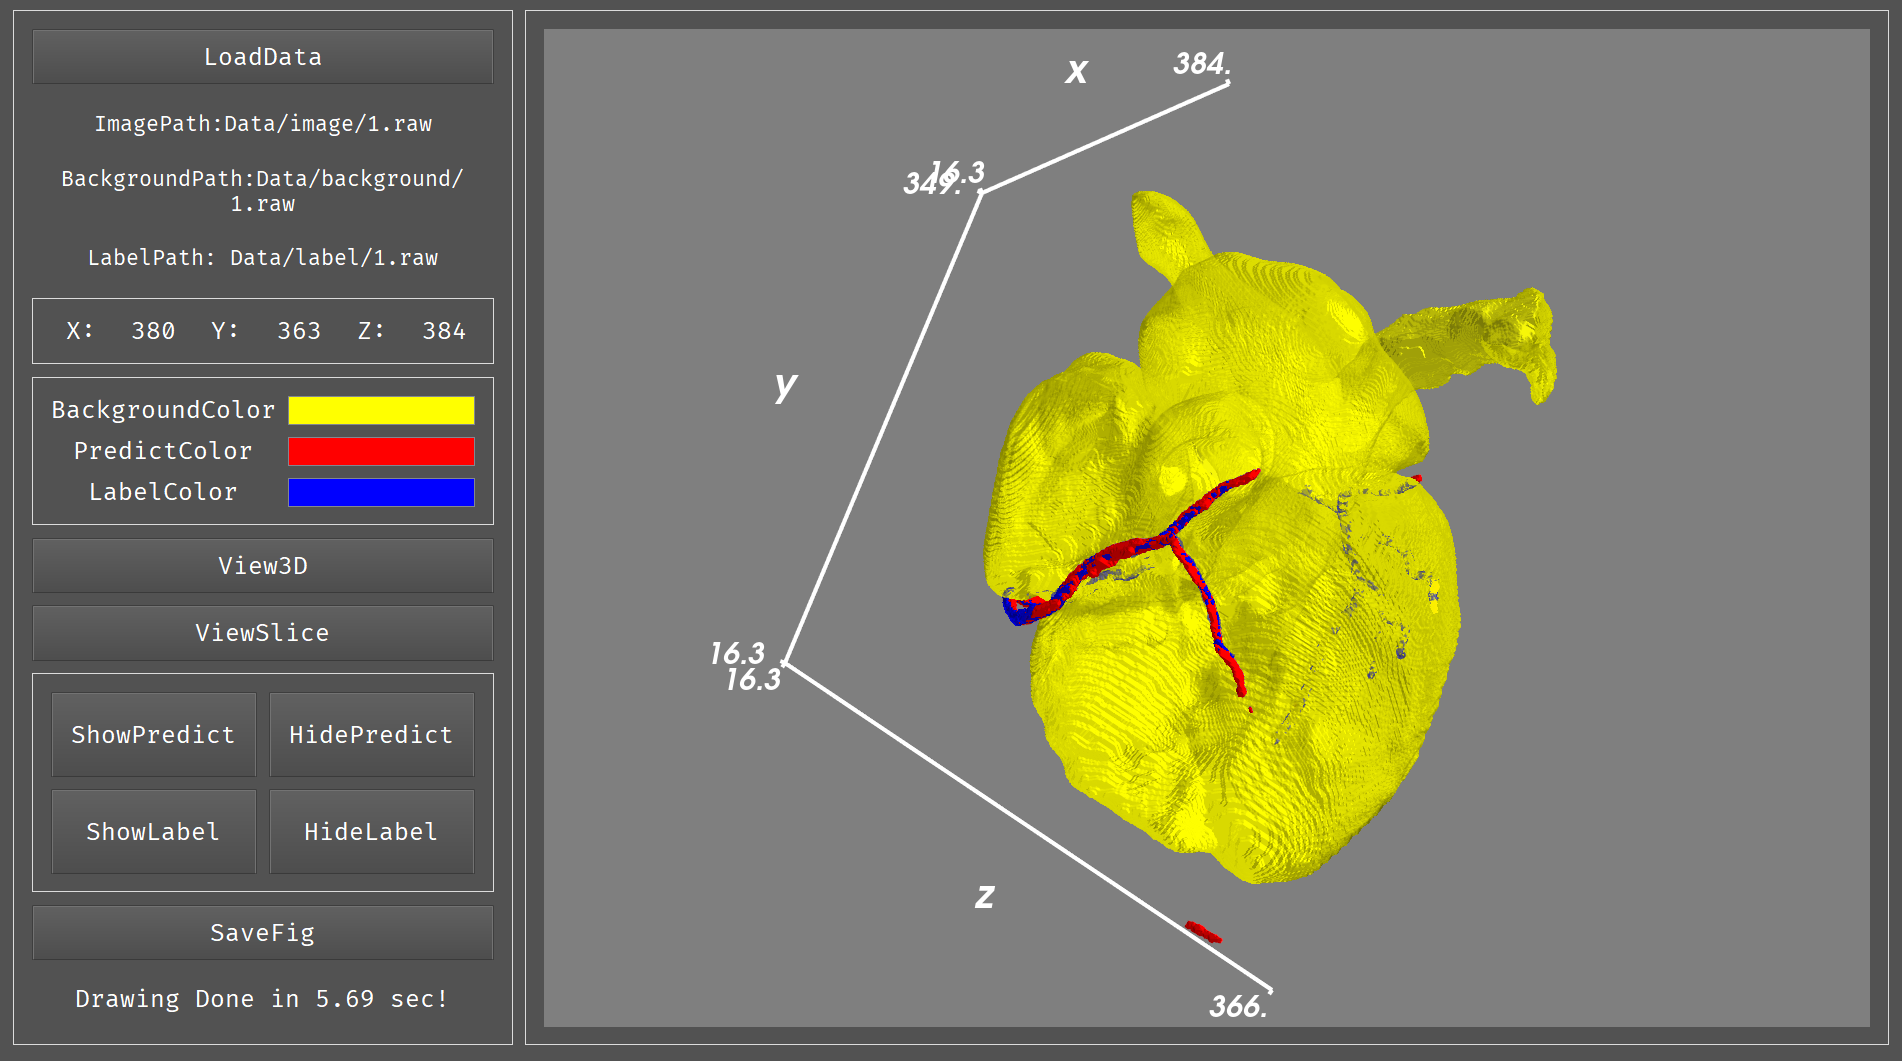 LoadData
ImagePath:Data/image/1.raw
BackgroundPath:Data/background/
1.raw
LabelPath: Data/label/1.raw
X: 380 Y: 363 Z: 384
BackgroundColor
PredictColor
LabelColor
View3D
ViewSlice
ShowPredict HidePredict
ShowLabel HideLabel
SaveFig
Drawing Done in 5.69 sec!
x
384.
16.3
349.
y
16.3
16.3
z
366.